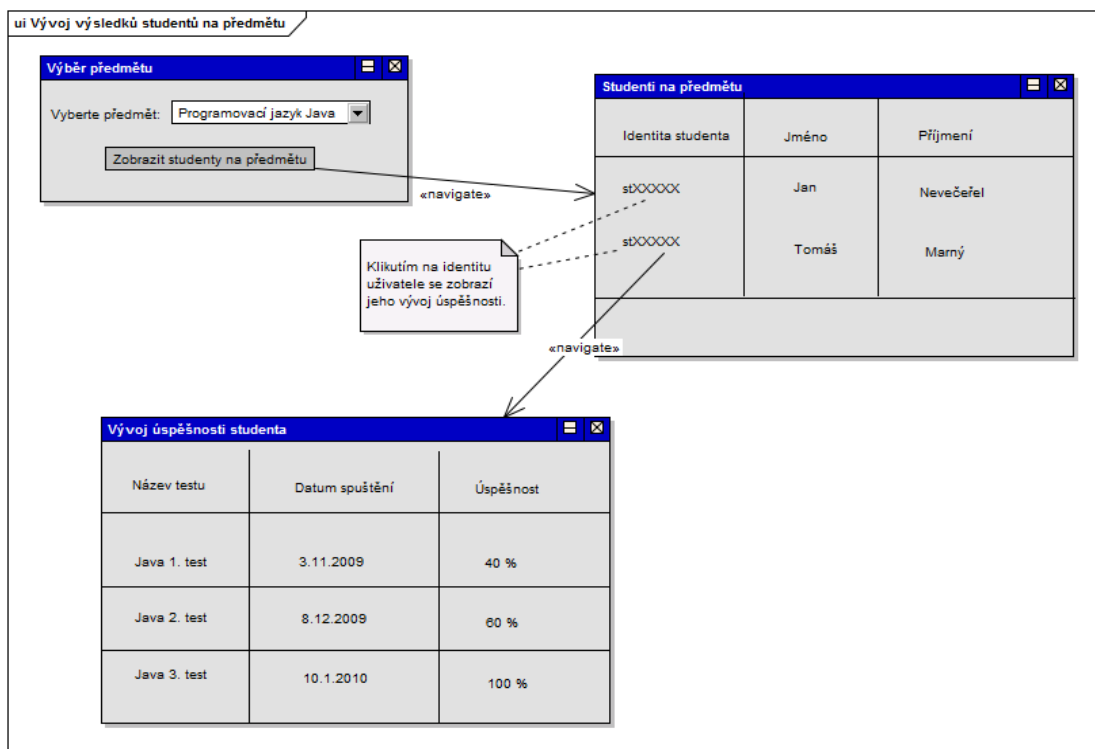 ui Vývoj výsledků studentů na předmětu
Výběr předmětu
Vyberte předmět: Programovací jazyk Java
Zobrazit studenty na předmětu
«navigate»
Studenti na předmětu
Identita studenta Jméno Příjmení
stXXXXX Jan Nevečeřel
stXXXXX Tomáš Marný
Klikutím na identitu
uživatele se zobrazí
jeho vývoj úspěšnosti.
«navigate»
Vývoj úspěšnosti studenta
Název testu Datum spuštění Úspěšnost
Java 1. test 3.11.2009 40 %
Java 2. test 8.12.2009 60 %
Java 3. test 10.1.2010 100 %